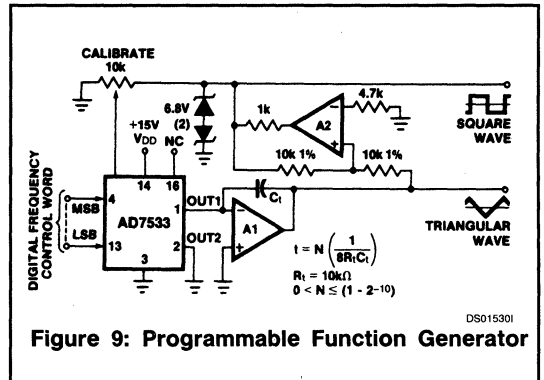 CALIBRATE
10k
6.8V
(2)
+15V
VDD
NC
1k
4.7k
A2
−
+
10k 1%
10k 1%
SQUARE
WAVE
DIGITAL FREQUENCY
CONTROL WORD
MSB
LSB
4
14
16
1
AD7533
2
13
3
OUT1
OUT2
Ct
−
A1
+
TRIANGULAR
WAVE
t = N (1/8RtCt)
Rt = 10kΩ
0 < N ≤ (1 - 2-10)
DS01530I
Figure 9: Programmable Function Generator